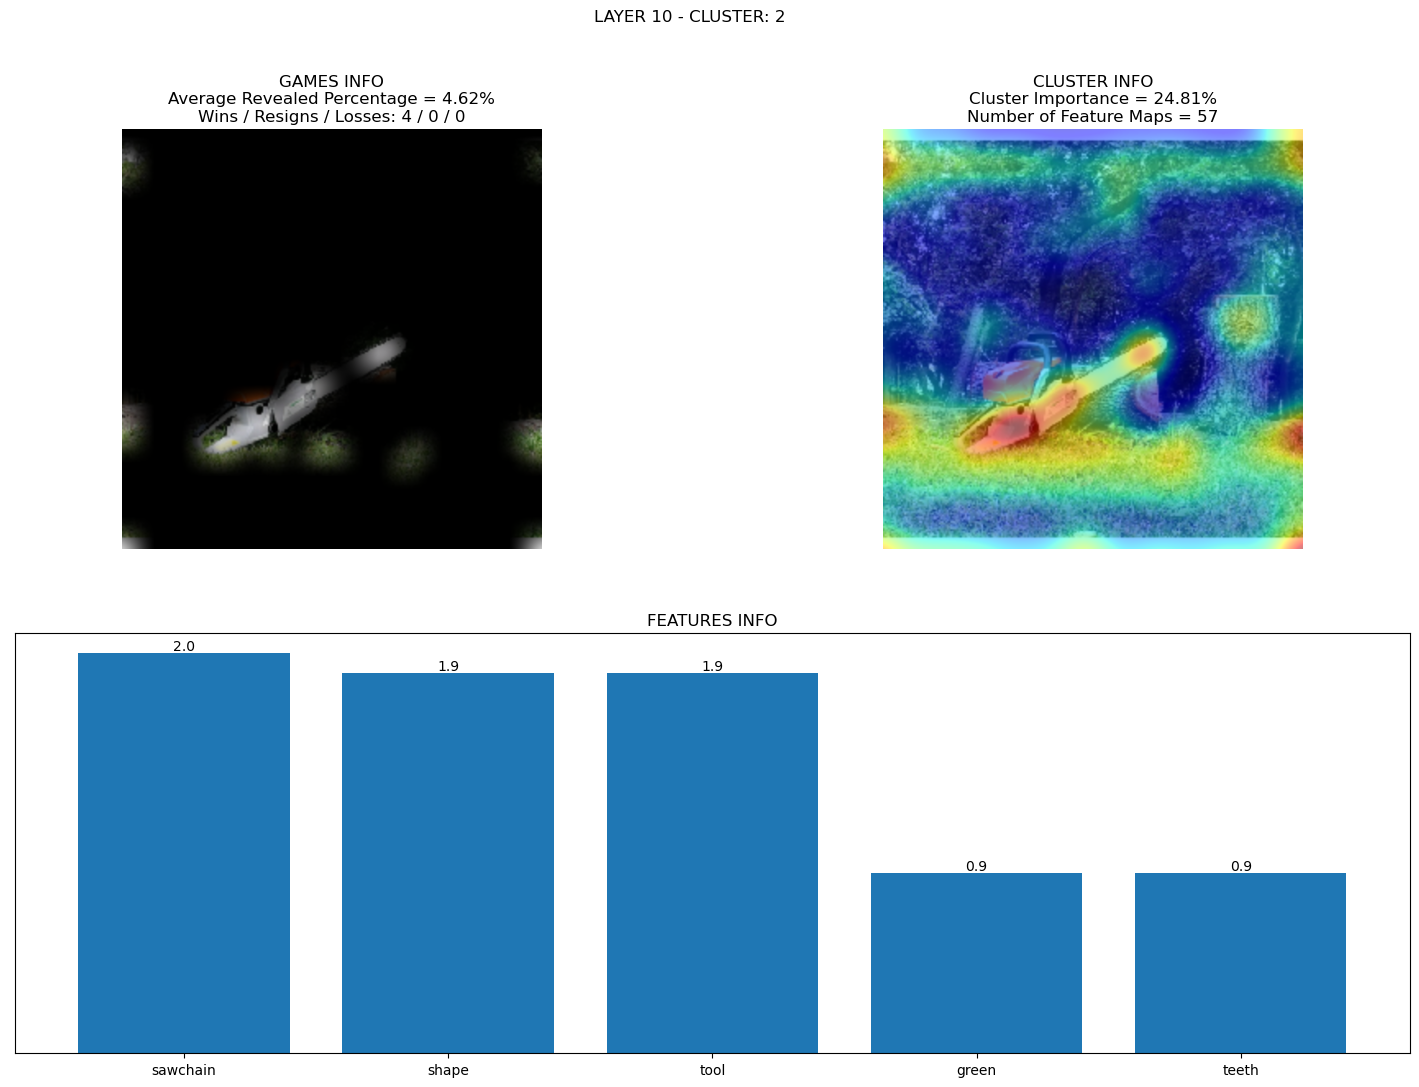 LAYER 10 - CLUSTER: 2
GAMES INFO
Average Revealed Percentage = 4.62%
Wins / Resigns / Losses: 4 / 0 / 0
CLUSTER INFO
Cluster Importance = 24.81%
Number of Feature Maps = 57
FEATURES INFO
2.0
1.9
1.9
0.9
0.9
sawchain
shape
tool
green
teeth